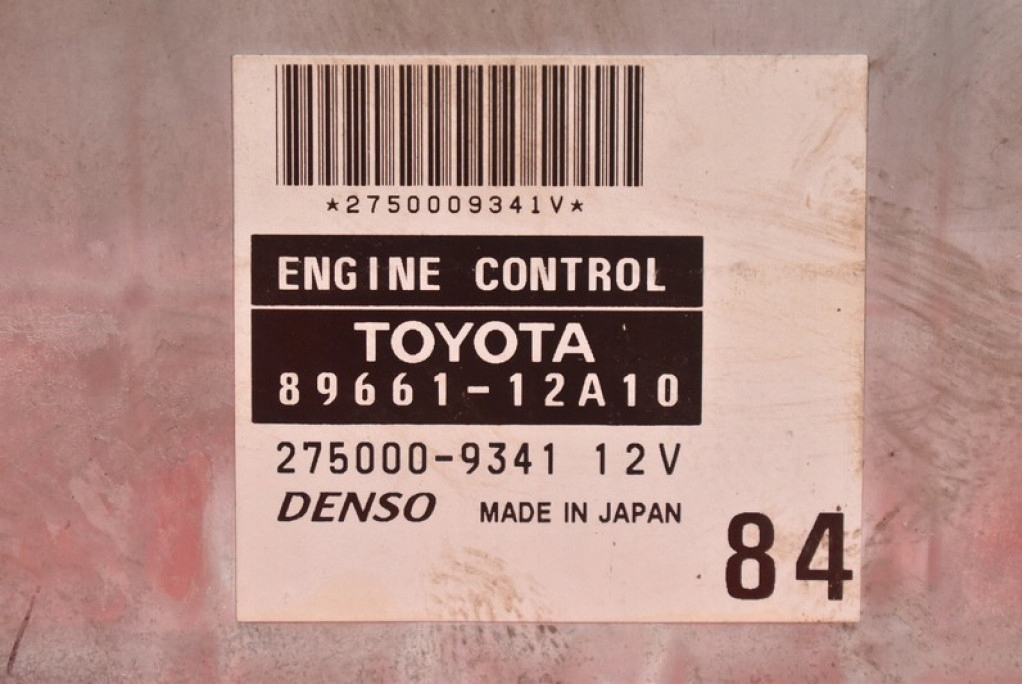 *2750009341V*
ENGINE CONTROL
TOYOTA
89661-12A10
275000-9341 12V
DENSO MADE IN JAPAN
84